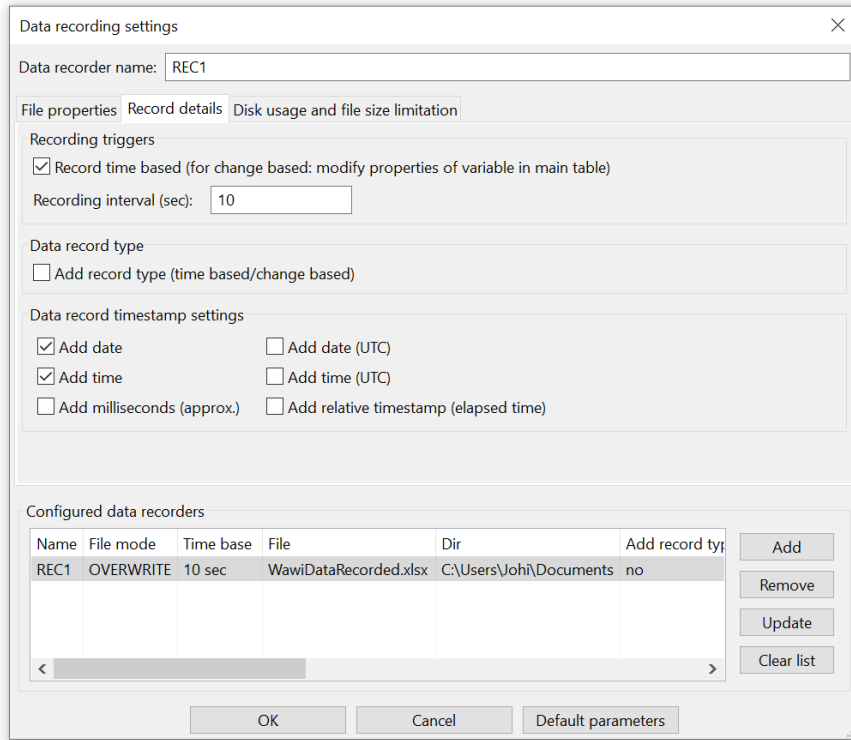 Data recording settings
Data recorder name: REC1
File properties Record details Disk usage and file size limitation
Recording triggers
Record time based (for change based: modify properties of variable in main table)
Recording interval (sec): 10
Data record type
Add record type (time based/change based)
Data record timestamp settings
Add date Add date (UTC)
Add time Add time (UTC)
Add milliseconds (approx.) Add relative timestamp (elapsed time)
Configured data recorders
Name File mode Time base File Dir Add record typ
REC1 OVERWRITE 10 sec WawiDataRecorded.xlsx C:\Users\Johi\Documents no
Add
Remove
Update
Clear list
OK Cancel Default parameters